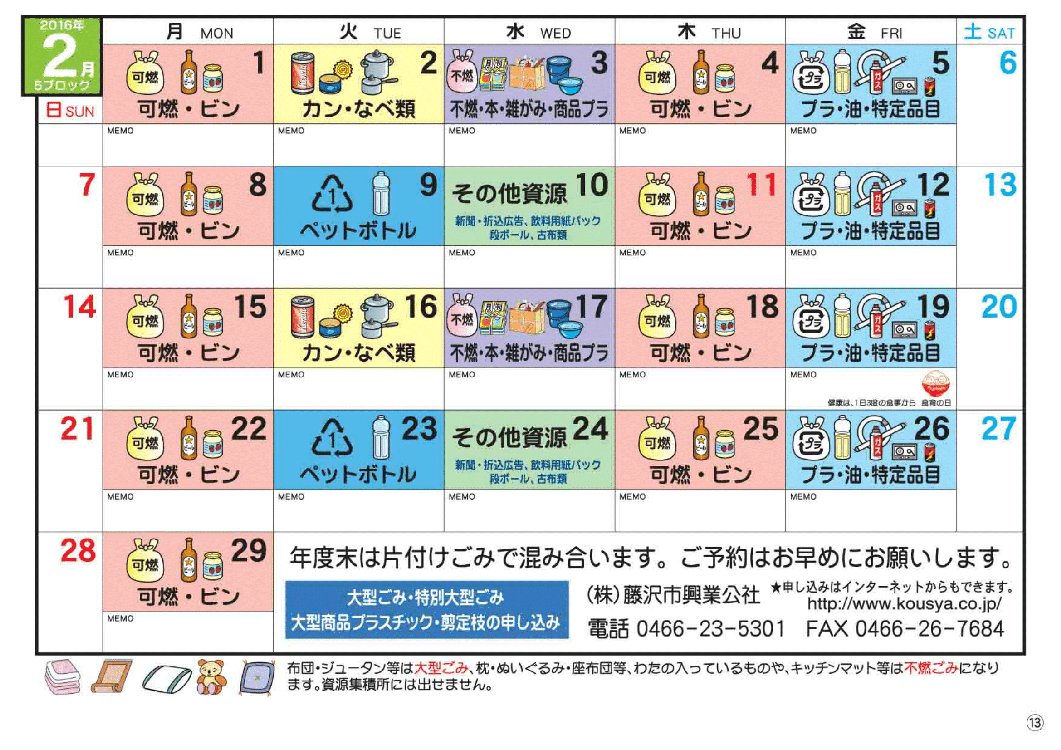 2016年
2月
5ブロック
日 SUN
月 MON
火 TUE
水 WED
木 THU
金 FRI
土 SAT
可燃 1
可燃・ビン
MEMO
2
カン・なべ類
MEMO
不燃 3
不燃・本・雑がみ・商品プラ
MEMO
可燃 4
可燃・ビン
MEMO
プラ ガス 5
プラ・油・特定品目
MEMO
6
7
可燃 8
可燃・ビン
MEMO
1 9
ペットボトル
MEMO
その他資源 10
新聞・折込広告、飲料用紙パック
段ボール、古布類
MEMO
可燃 11
可燃・ビン
MEMO
プラ ガス 12
プラ・油・特定品目
MEMO
13
14
可燃 15
可燃・ビン
MEMO
16
カン・なべ類
MEMO
不燃 17
不燃・本・雑がみ・商品プラ
MEMO
可燃 18
可燃・ビン
MEMO
プラ ガス 19
プラ・油・特定品目
MEMO
健康は、1日3食の食事から 食育の日
20
21
可燃 22
可燃・ビン
MEMO
1 23
ペットボトル
MEMO
その他資源 24
新聞・折込広告、飲料用紙パック
段ボール、古布類
MEMO
可燃 25
可燃・ビン
MEMO
プラ ガス 26
プラ・油・特定品目
MEMO
27
28
可燃 29
可燃・ビン
MEMO
年度末は片付けごみで混み合います。ご予約はお早めにお願いします。
大型ごみ・特別大型ごみ
大型商品プラスチック・剪定枝の申し込み
(株)藤沢市興業公社
★申し込みはインターネットからもできます。
http://www.kousya.co.jp/
電話 0466-23-5301 FAX 0466-26-7684
布団・ジュータン等は大型ごみ、枕・ぬいぐるみ・座布団等、わたの入っているものや、キッチンマット等は不燃ごみになり
ます。資源集積所には出せません。
⑬